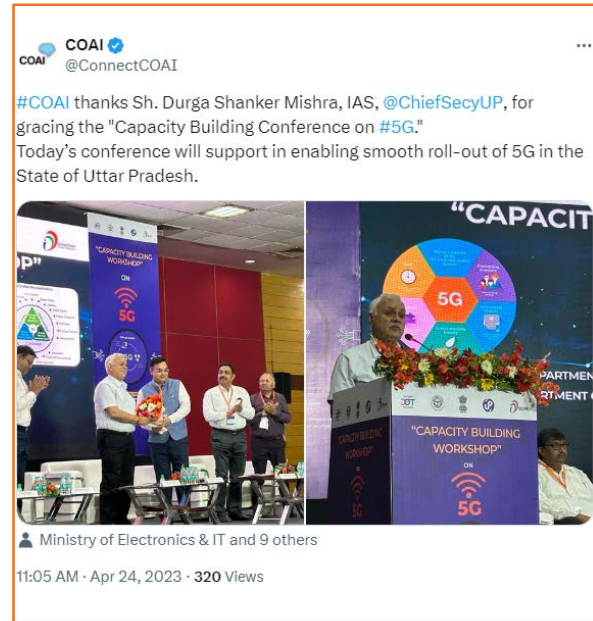 COAI
COAI
@ConnectCOAI
#COAI thanks Sh. Durga Shanker Mishra, IAS, @ChiefSecyUP, for
gracing the "Capacity Building Conference on #5G."
Today’s conference will support in enabling smooth roll-out of 5G in the
State of Uttar Pradesh.
"CAPACITY BUILDING
WORKSHOP"
ON
5G
“CAPACIT
5G
"CAPACITY BUILDING
WORKSHOP"
ON
5G
Ministry of Electronics & IT and 9 others
11:05 AM · Apr 24, 2023 · 320 Views